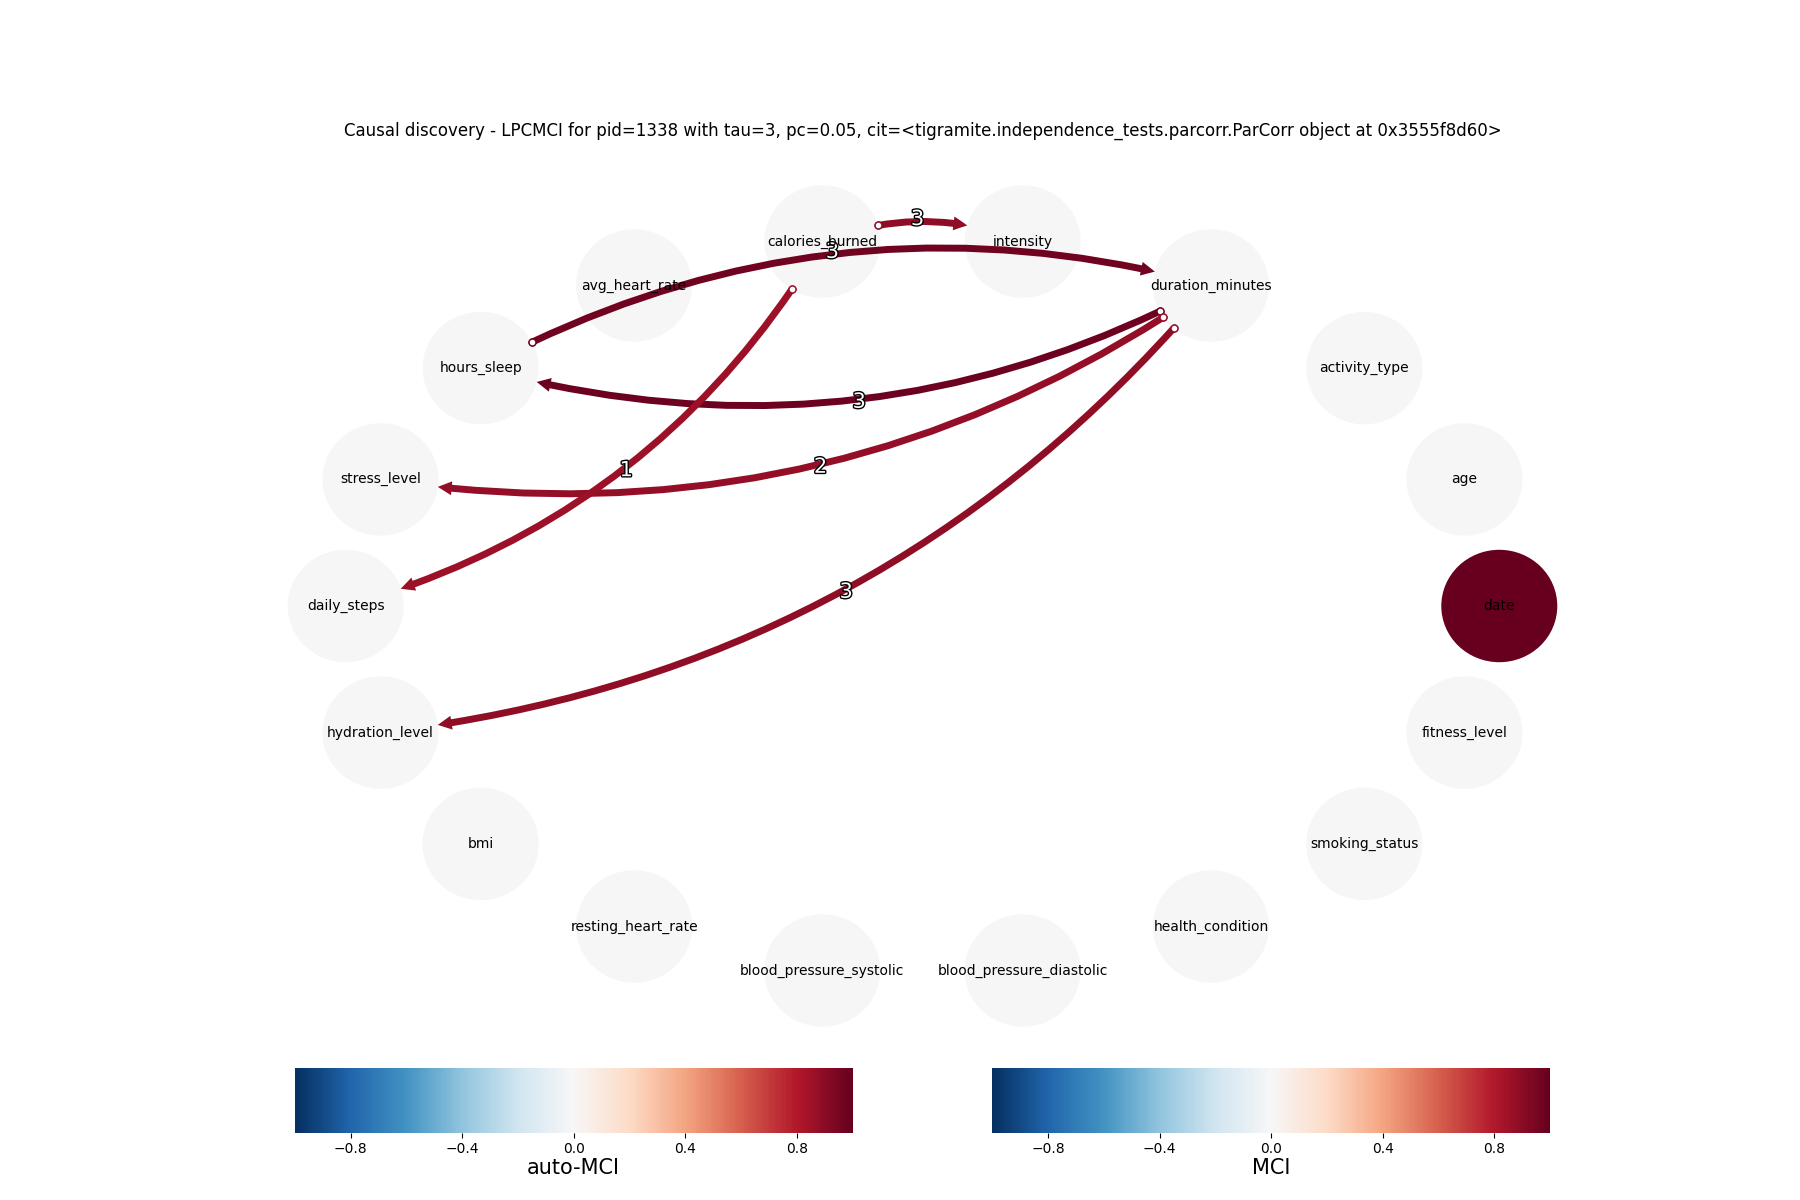 Causal discovery - LPCMCI for pid=1338 with tau=3, pc=0.05, cit=<tigramite.independence_tests.parcorr.ParCorr object at 0x3555f8d60>
3
calories_burned
intensity
3
avg_heart_rate
duration_minutes
hours_sleep
activity_type
3
1
2
stress_level
age
3
daily_steps
date
hydration_level
fitness_level
bmi
smoking_status
resting_heart_rate
health_condition
blood_pressure_systolic
blood_pressure_diastolic
−0.8 −0.4 0.0 0.4 0.8
auto-MCI
−0.8 −0.4 0.0 0.4 0.8
MCI